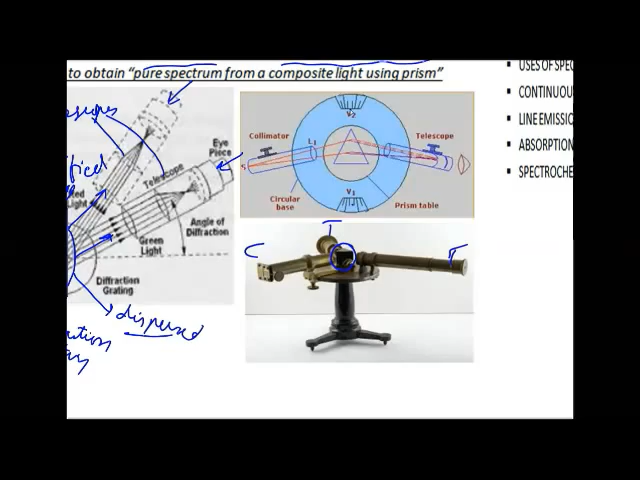 to obtain “pure spectrum from a composite light using prism”
Eye
Piece
Telescope
Light
Green
Light
Angle of
Diffraction
Diffraction
Grating
dispersed
Collimator
L1
V2
Telescope
S
Circular
base
V1
Prism table
C
T
T
USES OF SPEC
CONTINUOU
LINE EMISSIO
ABSORPTION
SPECTROCHE